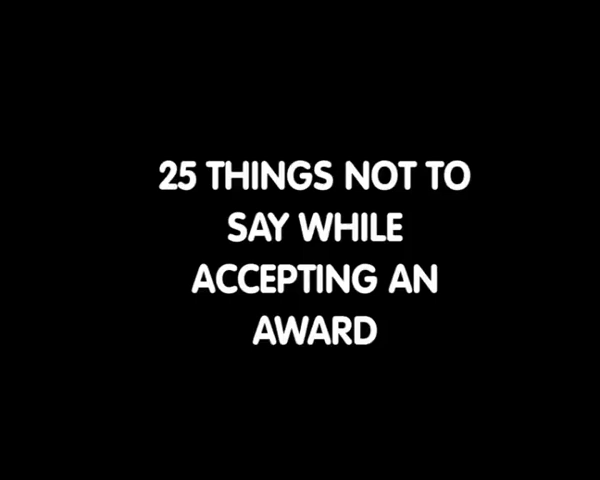 25 THINGS NOT TO
SAY WHILE
ACCEPTING AN
AWARD